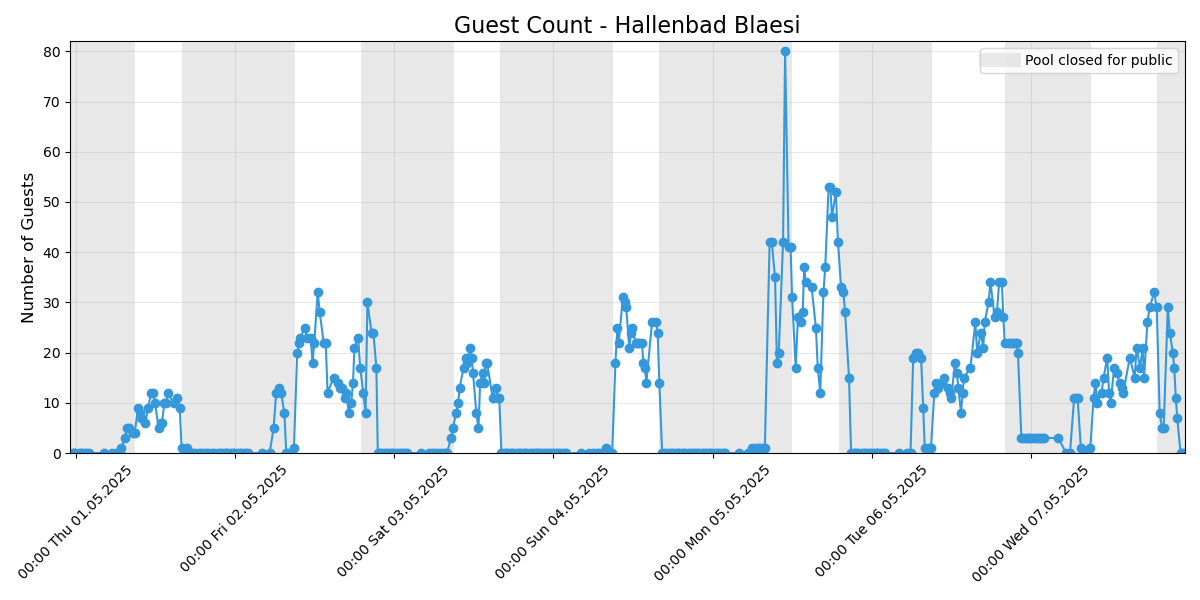 Guest Count - Hallenbad Blaesi
Pool closed for public
Number of Guests
80
70
60
50
40
30
20
10
0
00:00 Thu 01.05.2025
00:00 Fri 02.05.2025
00:00 Sat 03.05.2025
00:00 Sun 04.05.2025
00:00 Mon 05.05.2025
00:00 Tue 06.05.2025
00:00 Wed 07.05.2025